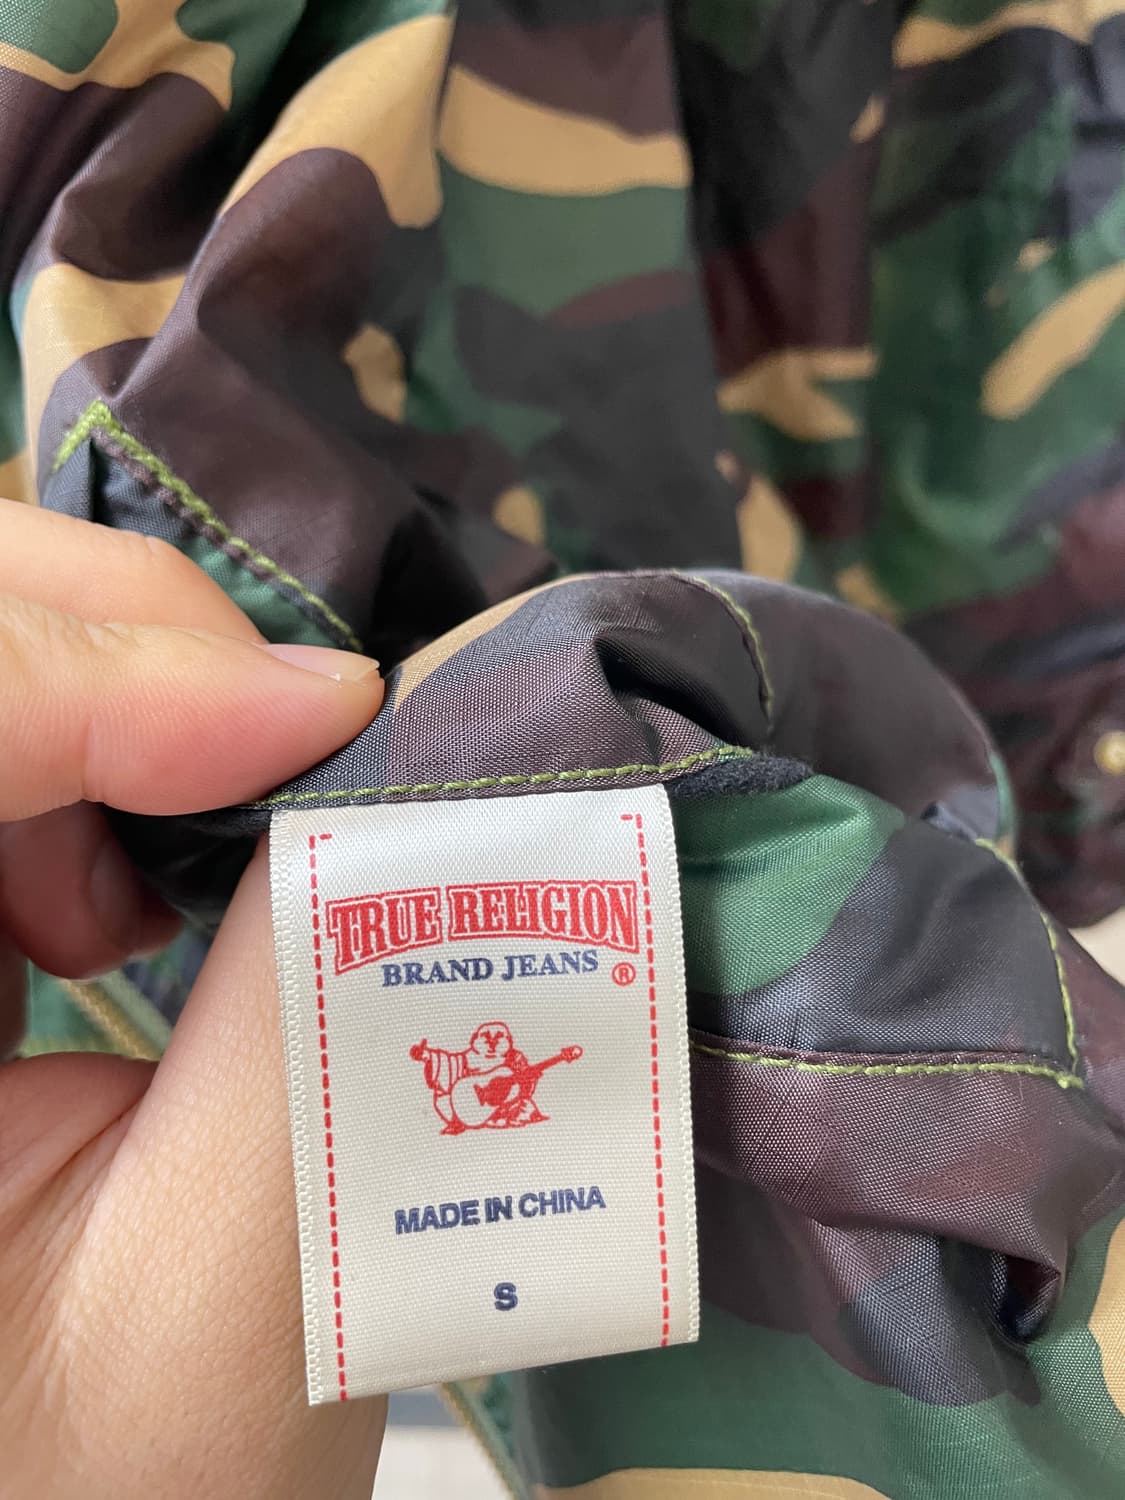 TRUE RELIGION
BRAND JEANS ®
MADE IN CHINA
S